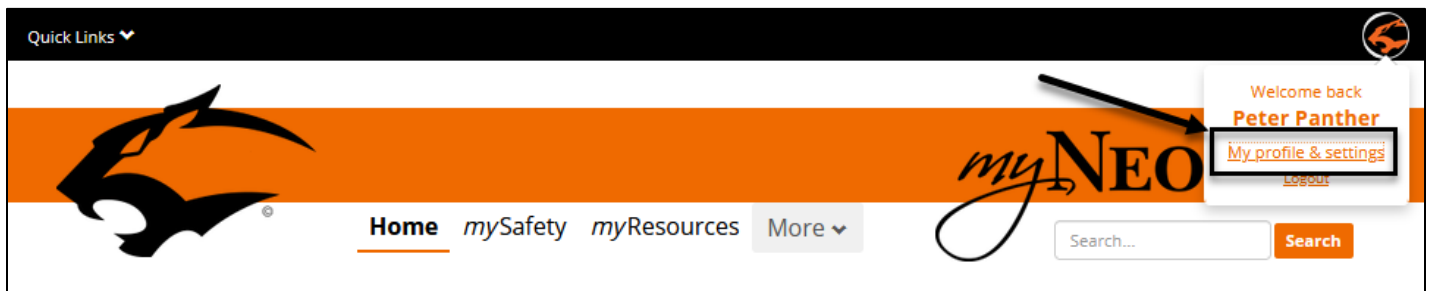 Quick Links
Welcome back
Peter Panther
My profile & settings
Logout
myNEO
©
Home mySafety myResources More
Search... Search